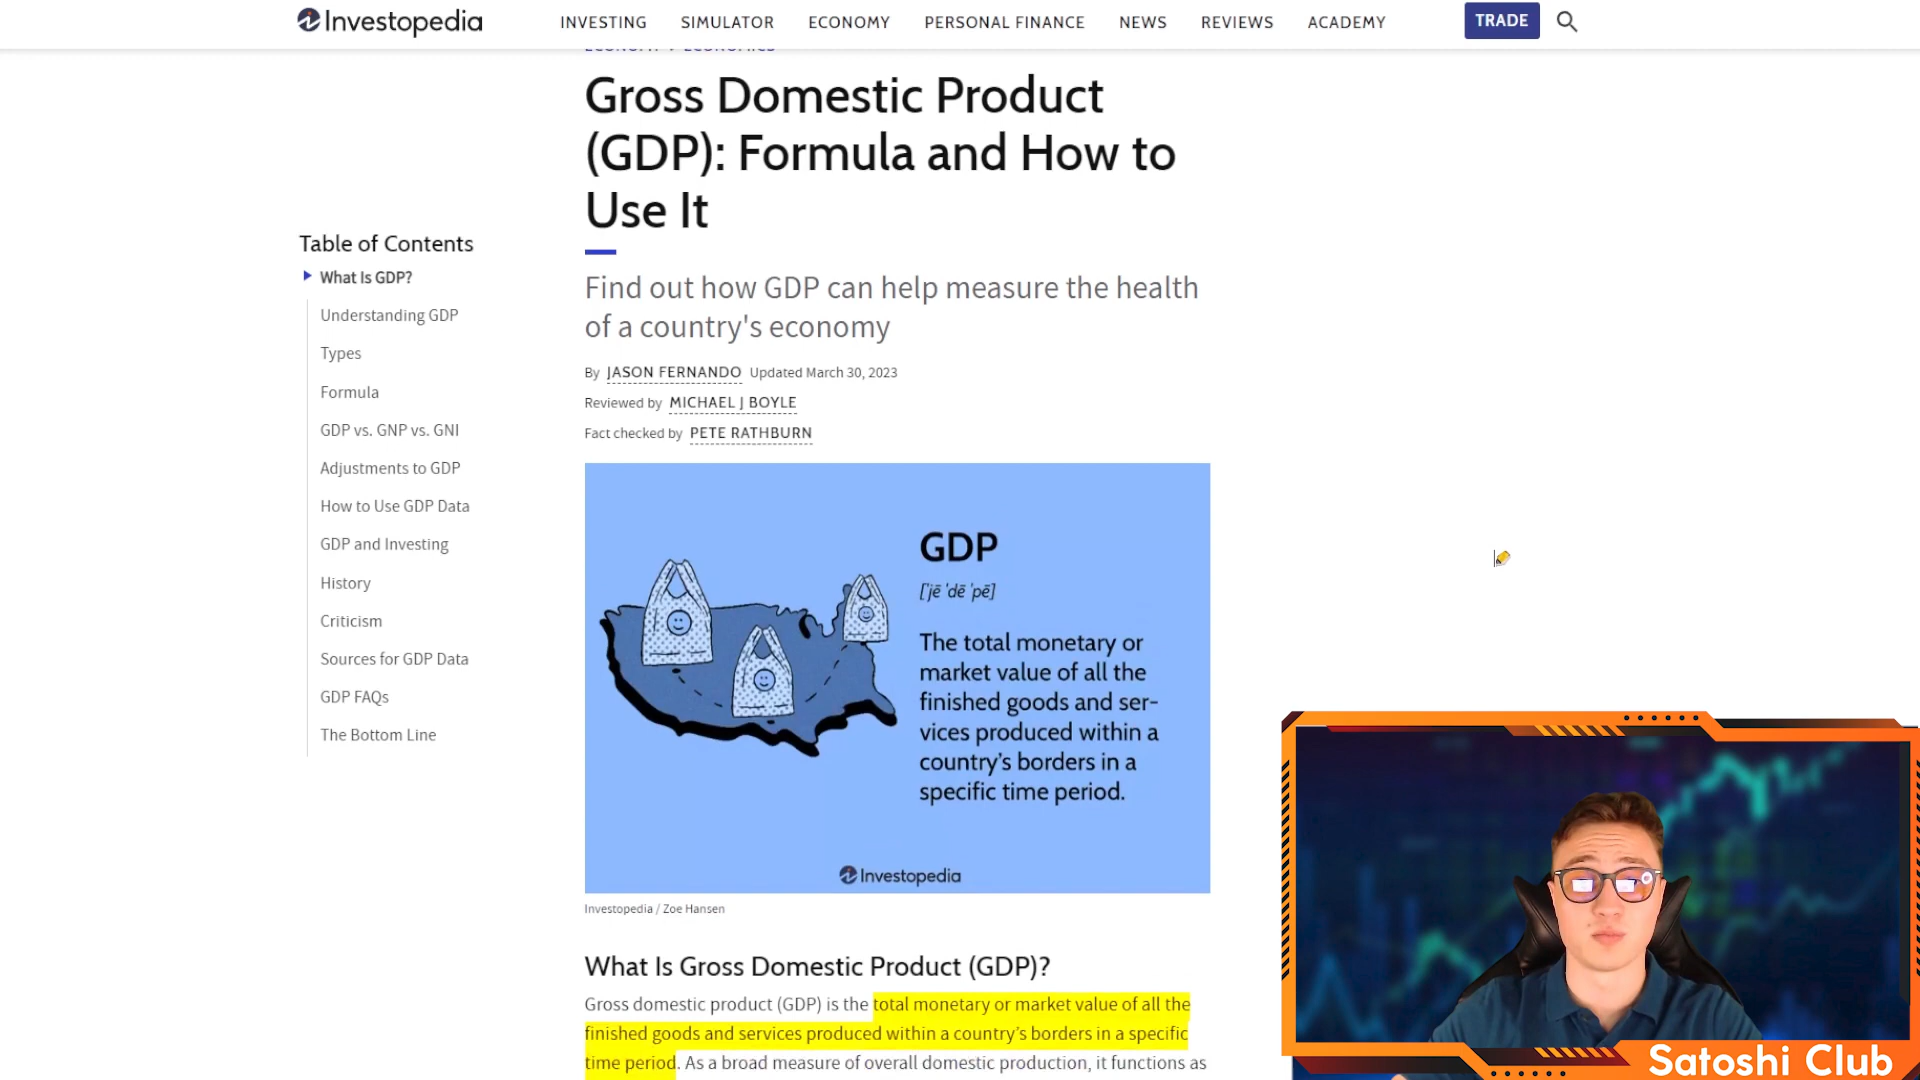 Investopedia
INVESTING
SIMULATOR
ECONOMY
PERSONAL FINANCE
NEWS
REVIEWS
ACADEMY
TRADE
Gross Domestic Product
(GDP): Formula and How to
Use It
Find out how GDP can help measure the health
of a country's economy
By JASON FERNANDO Updated March 30, 2023
Reviewed by MICHAEL J BOYLE
Fact checked by PETE RATHBURN
Table of Contents
What Is GDP?
Understanding GDP
Types
Formula
GDP vs. GNP vs. GNI
Adjustments to GDP
How to Use GDP Data
GDP and Investing
History
Criticism
Sources for GDP Data
GDP FAQs
The Bottom Line
GDP
['jē 'dē 'pē]
The total monetary or
market value of all the
finished goods and ser-
vices produced within a
country's borders in a
specific time period.
Investopedia
Investopedia / Zoe Hansen
What Is Gross Domestic Product (GDP)?
Gross domestic product (GDP) is the total monetary or market value of all the
finished goods and services produced within a country's borders in a specific
time period. As a broad measure of overall domestic production, it functions as
Satoshi Club